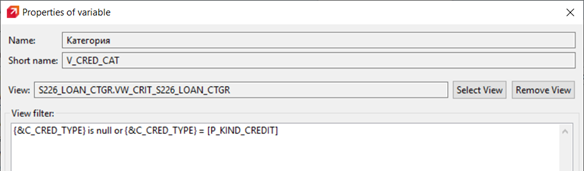 Properties of variable
Name: Категория
Short name: V_CRED_CAT
View: S226_LOAN_CTGR.VW_CRIT_S226_LOAN_CTGR Select View Remove View
View filter:
{&C_CRED_TYPE} is null or {&C_CRED_TYPE} = [P_KIND_CREDIT]